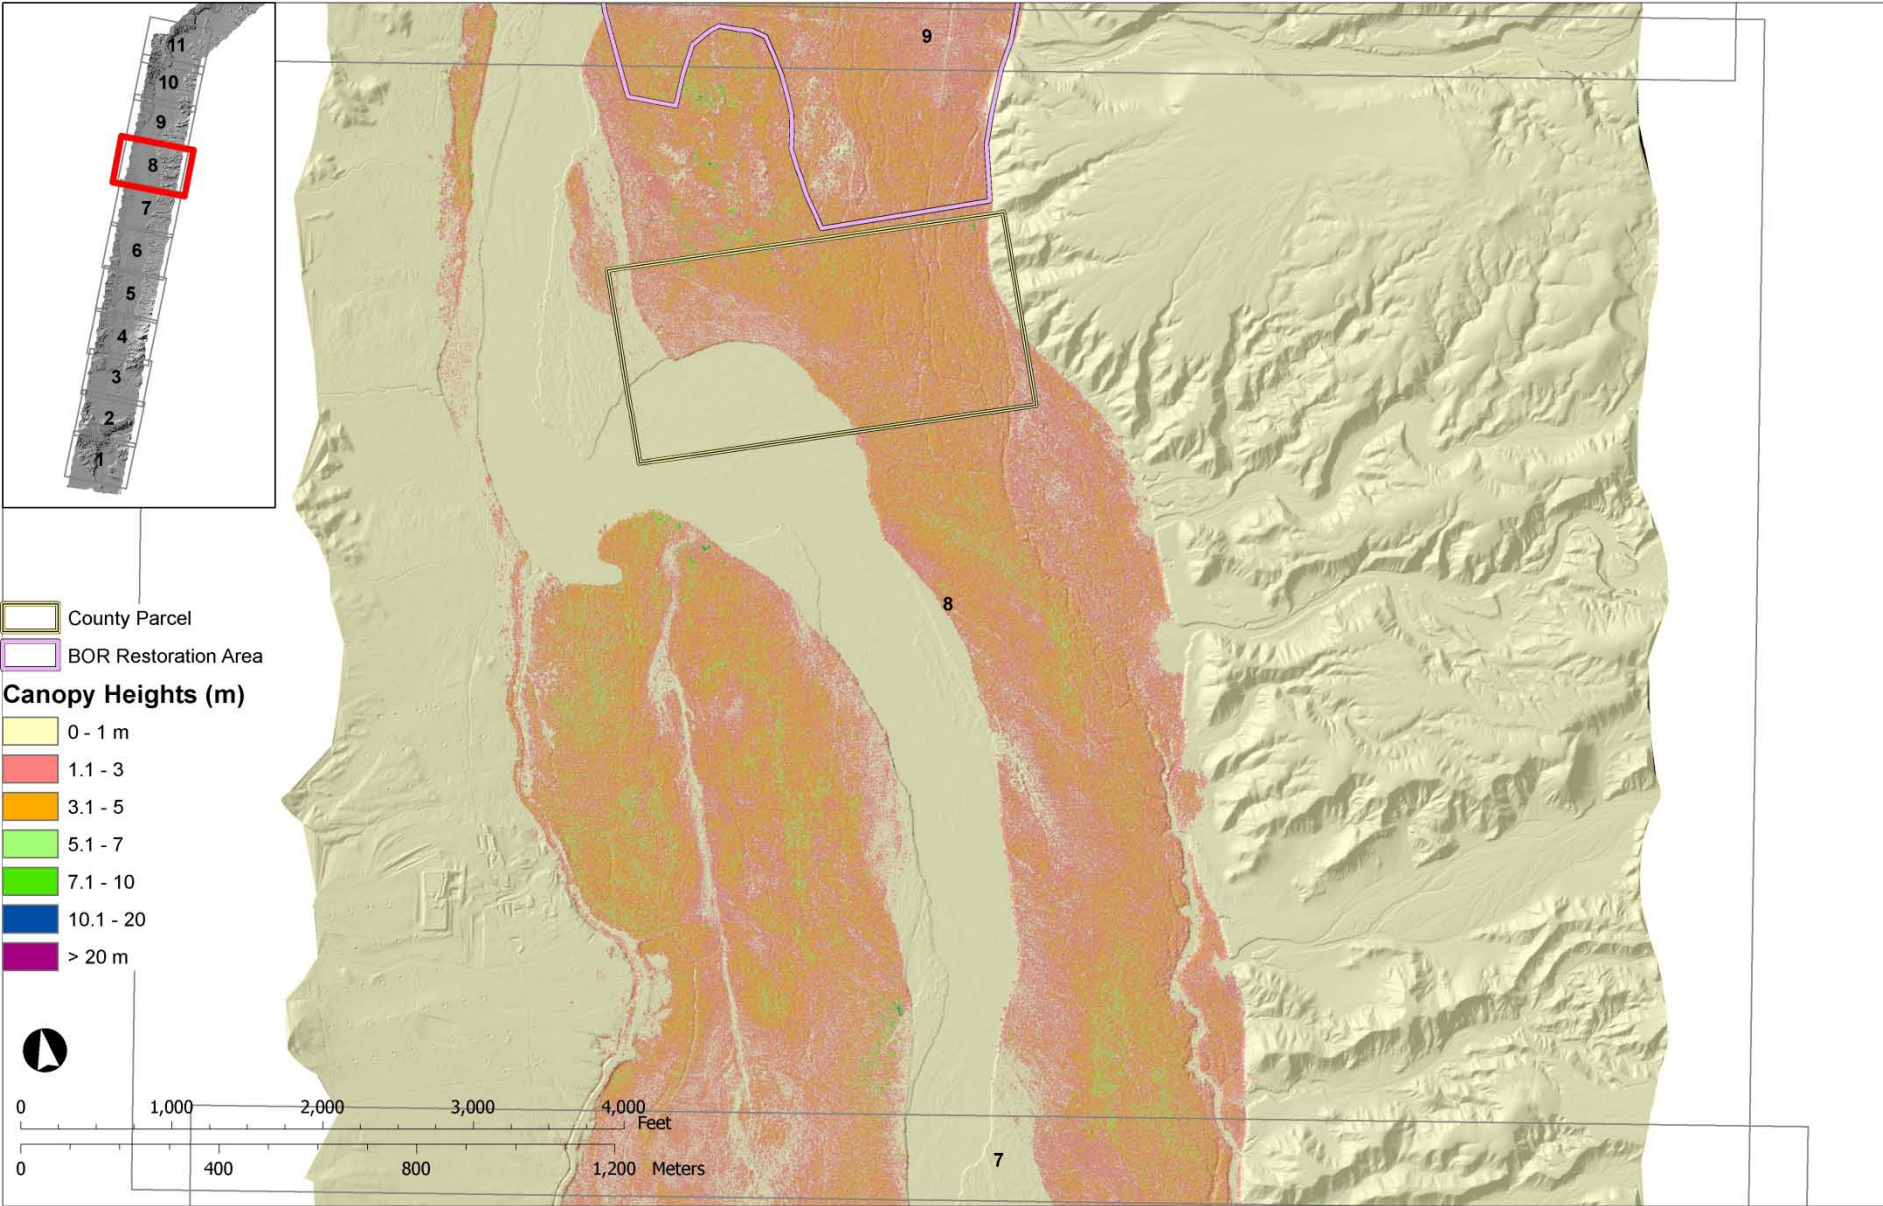 11
10
9
8
7
6
5
4
3
2
1
9
8
7
County Parcel
BOR Restoration Area
Canopy Heights (m)
0 - 1 m
1.1 - 3
3.1 - 5
5.1 - 7
7.1 - 10
10.1 - 20
> 20 m
0 1,000 2,000 3,000 4,000
Feet
0 400 800 1,200 Meters